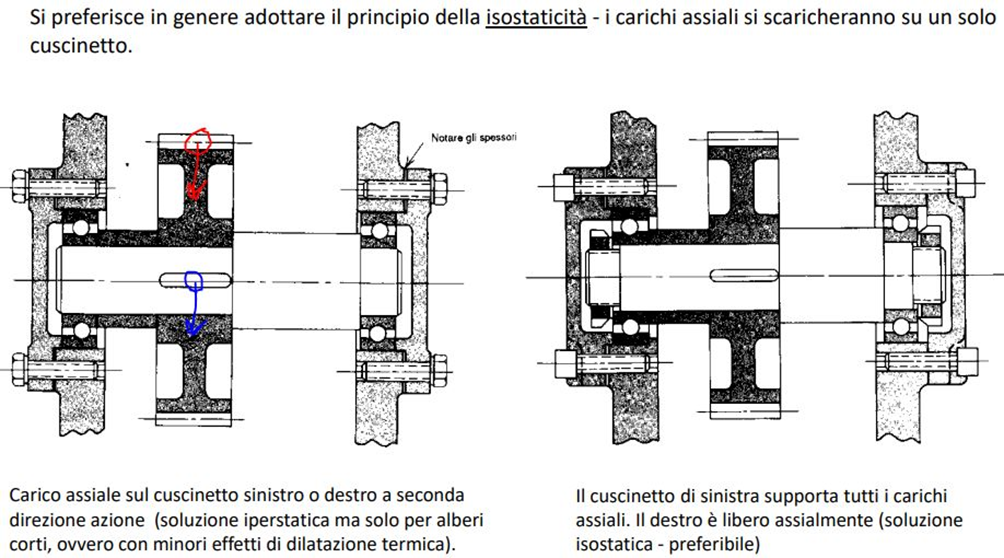 Si preferisce in genere adottare il principio della isostaticità - i carichi assiali si scaricheranno su un solo
cuscinetto.
Notare gli spessori
Carico assiale sul cuscinetto sinistro o destro a seconda
direzione azione (soluzione iperstatica ma solo per alberi
corti, ovvero con minori effetti di dilatazione termica).
Il cuscinetto di sinistra supporta tutti i carichi
assiali. Il destro è libero assialmente (soluzione
isostatica - preferibile)